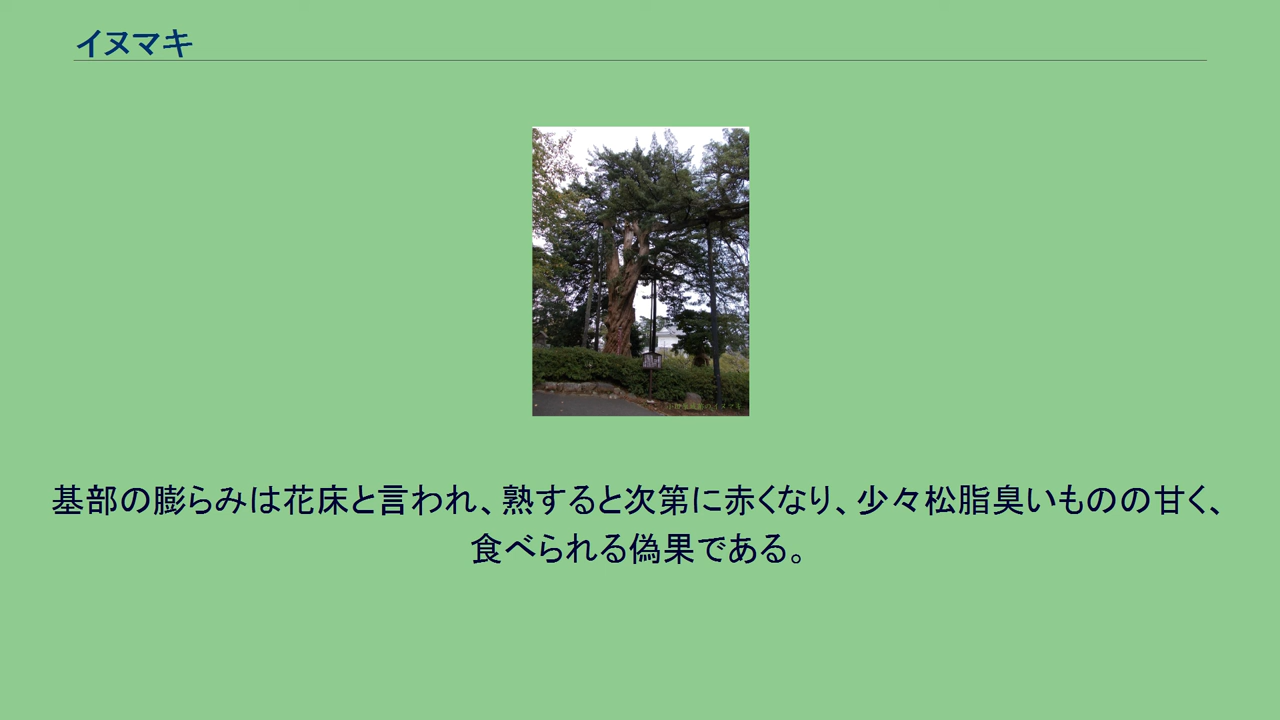 イヌマキ
基部の膨らみは花床と言われ、熟すると次第に赤くなり、少々松脂臭いものの甘く、
食べられる偽果である。